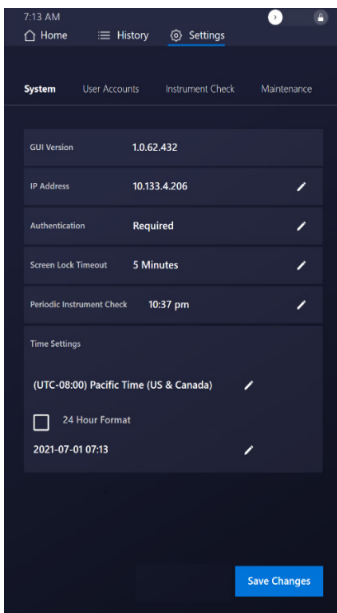 7:13 AM
Home History Settings
System User Accounts Instrument Check Maintenance
GUI Version 1.0.62.432
IP Address 10.133.4.206
Authentication Required
Screen Lock Timeout 5 Minutes
Periodic Instrument Check 10:37 pm
Time Settings
(UTC-08:00) Pacific Time (US & Canada)
24 Hour Format
2021-07-01 07:13
Save Changes